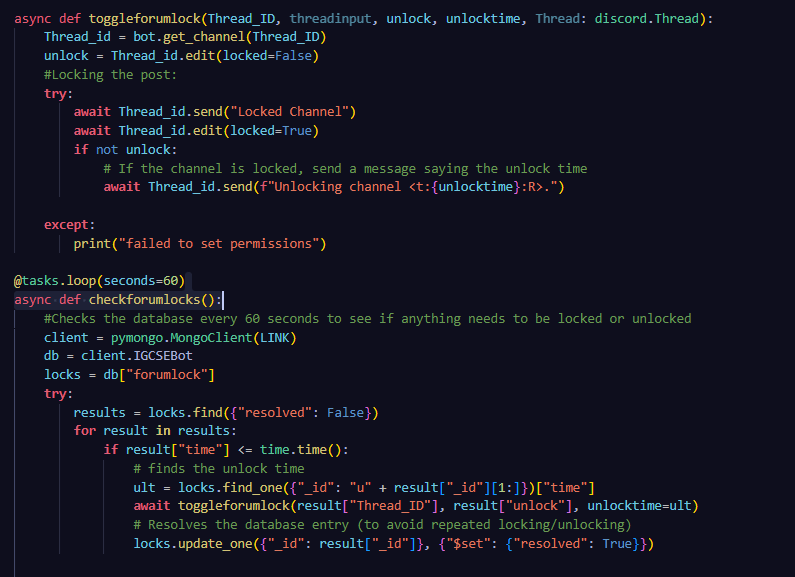 async def toggleforumlock(Thread_ID, threadinput, unlock, unlocktime, Thread: discord.Thread):
    Thread_id = bot.get_channel(Thread_ID)
    unlock = Thread_id.edit(locked=False)
    #Locking the post:
    try:
        await Thread_id.send("Locked Channel")
        await Thread_id.edit(locked=True)
        if not unlock:
            # If the channel is locked, send a message saying the unlock time
            await Thread_id.send(f"Unlocking channel <t:{unlocktime}:R>.")
    except:
        print("failed to set permissions")
@tasks.loop(seconds=60)
async def checkforumlocks():
    #Checks the database every 60 seconds to see if anything needs to be locked or unlocked
    client = pymongo.MongoClient(LINK)
    db = client.IGCSEBot
    locks = db["forumlock"]
    try:
        results = locks.find({"resolved": False})
        for result in results:
            if result["time"] <= time.time():
                # finds the unlock time
                ult = locks.find_one({"_id": "u" + result["_id"][1:]})["time"]
                await toggleforumlock(result["Thread_ID"], result["unlock"], unlocktime=ult)
                # Resolves the database entry (to avoid repeated locking/unlocking)
                locks.update_one({"_id": result["_id"]}, {"$set": {"resolved": True}})